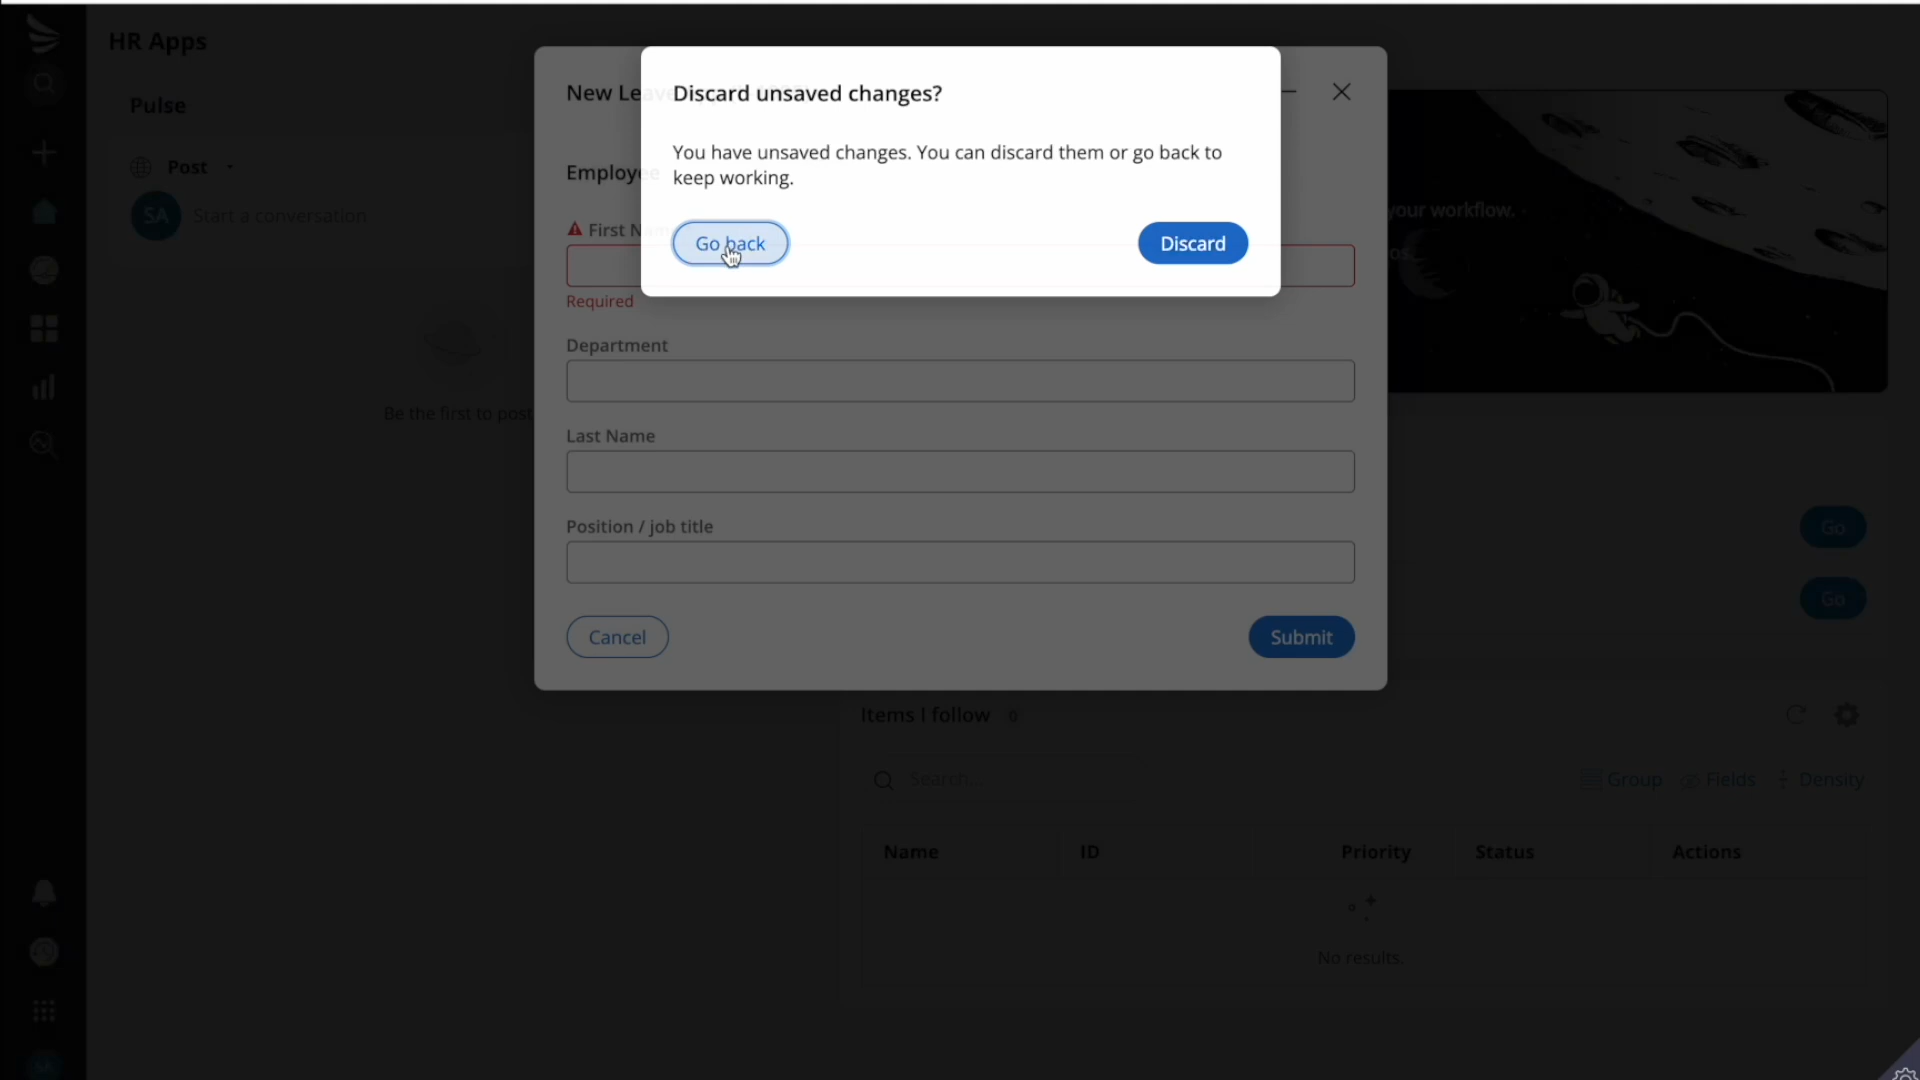 HR Apps
Pulse
Post
SA
Start a conversation
Be the first to post
New Leave
Discard unsaved changes?
You have unsaved changes. You can discard them or go back to
keep working.
Go back
Discard
Employee
First Nam
Required
Department
Last Name
Position / job title
Cancel
Submit
your workflow.
os.
Go
Go
Items I follow 0
Search...
Group
Fields
Density
Name
ID
Priority
Status
Actions
No results.
SA